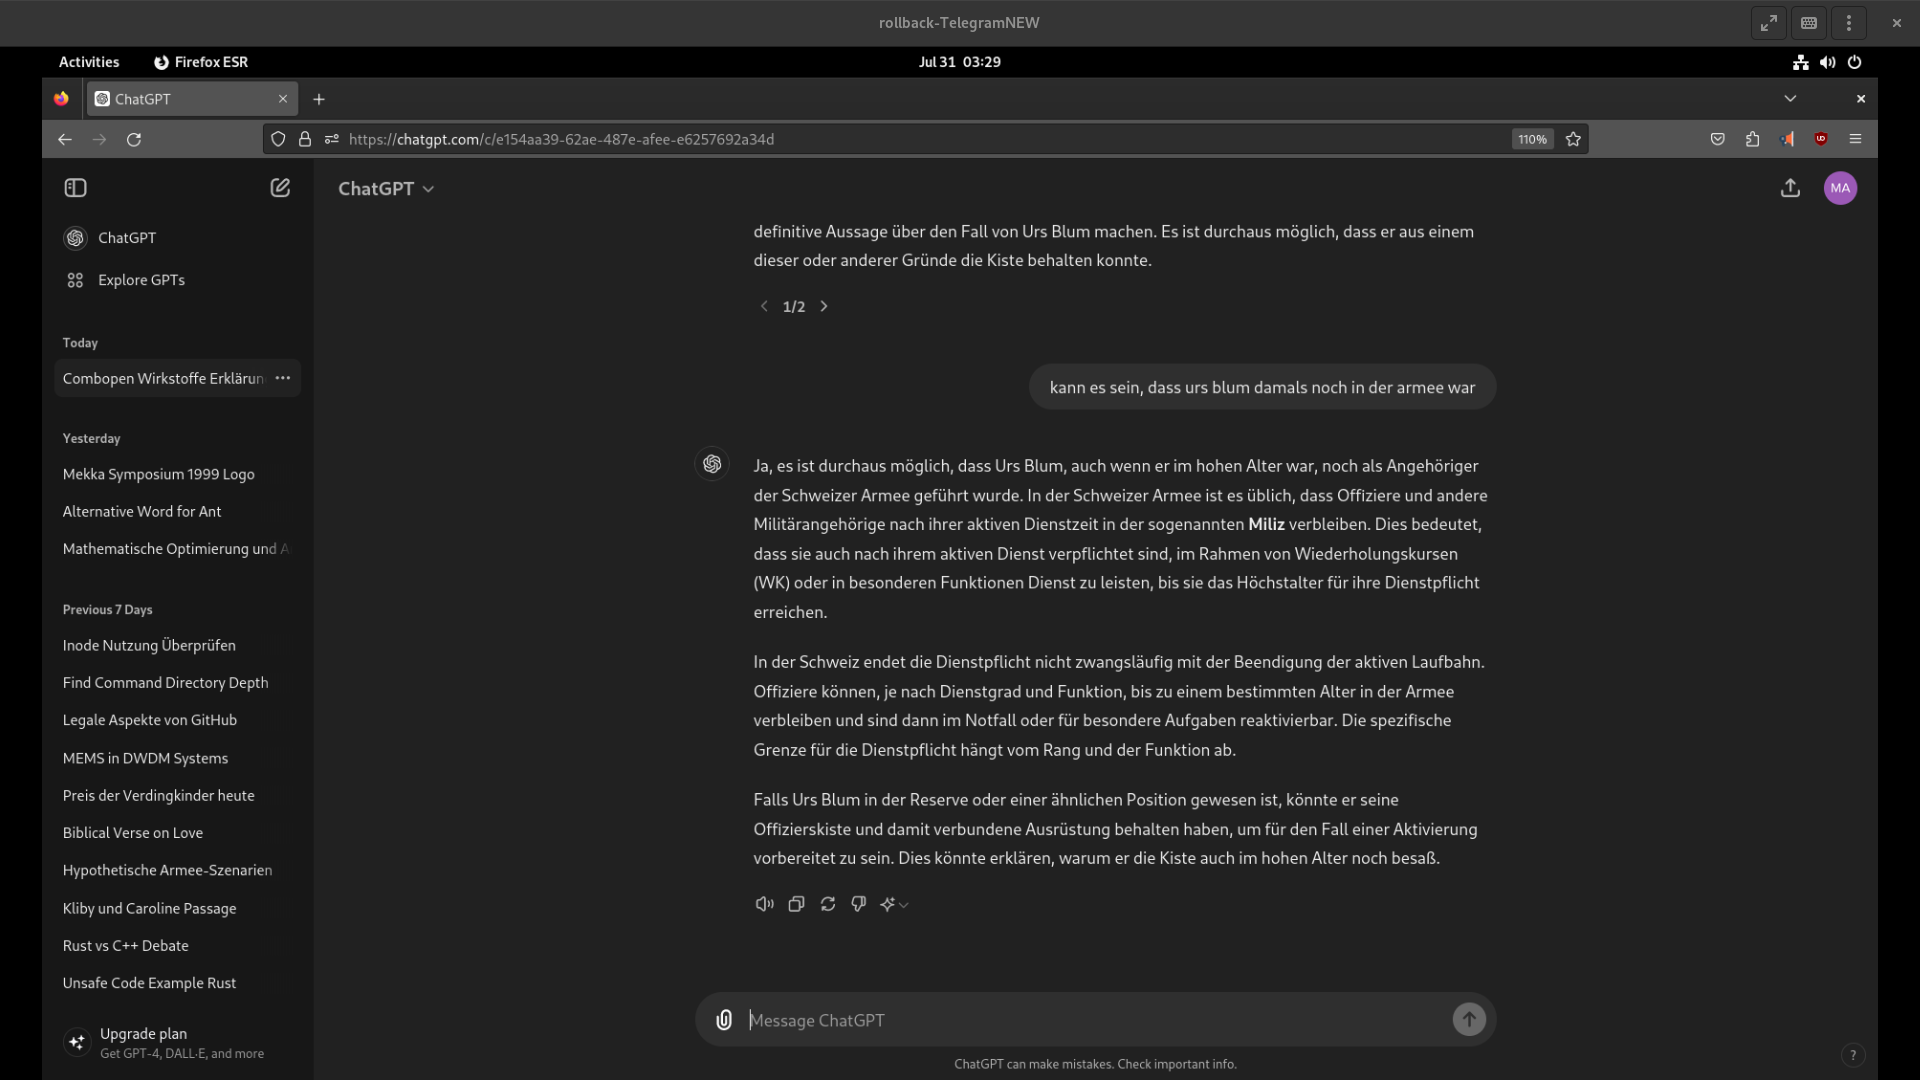 rollback-TelegramNEW
Activities
Firefox ESR
Jul 31 03:29
ChatGPT
https://chatgpt.com/c/e154aa39-62ae-487e-afee-e6257692a34d
110%
ChatGPT
Explore GPTs
Today
Combopen Wirkstoffe Erklärun
Yesterday
Mekka Symposium 1999 Logo
Alternative Word for Ant
Mathematische Optimierung und A
Previous 7 Days
Inode Nutzung Überprüfen
Find Command Directory Depth
Legale Aspekte von GitHub
MEMS in DWDM Systems
Preis der Verdingkinder heute
Biblical Verse on Love
Hypothetische Armee-Szenarien
Kliby und Caroline Passage
Rust vs C++ Debate
Unsafe Code Example Rust
Upgrade plan
Get GPT-4, DALL·E, and more
ChatGPT
MA
definitive Aussage über den Fall von Urs Blum machen. Es ist durchaus möglich, dass er aus einem
dieser oder anderer Gründe die Kiste behalten konnte.
1/2
kann es sein, dass urs blum damals noch in der armee war
Ja, es ist durchaus möglich, dass Urs Blum, auch wenn er im hohen Alter war, noch als Angehöriger
der Schweizer Armee geführt wurde. In der Schweizer Armee ist es üblich, dass Offiziere und andere
Militärangehörige nach ihrer aktiven Dienstzeit in der sogenannten Miliz verbleiben. Dies bedeutet,
dass sie auch nach ihrem aktiven Dienst verpflichtet sind, im Rahmen von Wiederholungskursen
(WK) oder in besonderen Funktionen Dienst zu leisten, bis sie das Höchstalter für ihre Dienstpflicht
erreichen.
In der Schweiz endet die Dienstpflicht nicht zwangsläufig mit der Beendigung der aktiven Laufbahn.
Offiziere können, je nach Dienstgrad und Funktion, bis zu einem bestimmten Alter in der Armee
verbleiben und sind dann im Notfall oder für besondere Aufgaben reaktivierbar. Die spezifische
Grenze für die Dienstpflicht hängt vom Rang und der Funktion ab.
Falls Urs Blum in der Reserve oder einer ähnlichen Position gewesen ist, könnte er seine
Offizierskiste und damit verbundene Ausrüstung behalten haben, um für den Fall einer Aktivierung
vorbereitet zu sein. Dies könnte erklären, warum er die Kiste auch im hohen Alter noch besaß.
Message ChatGPT
ChatGPT can make mistakes. Check important info.
?